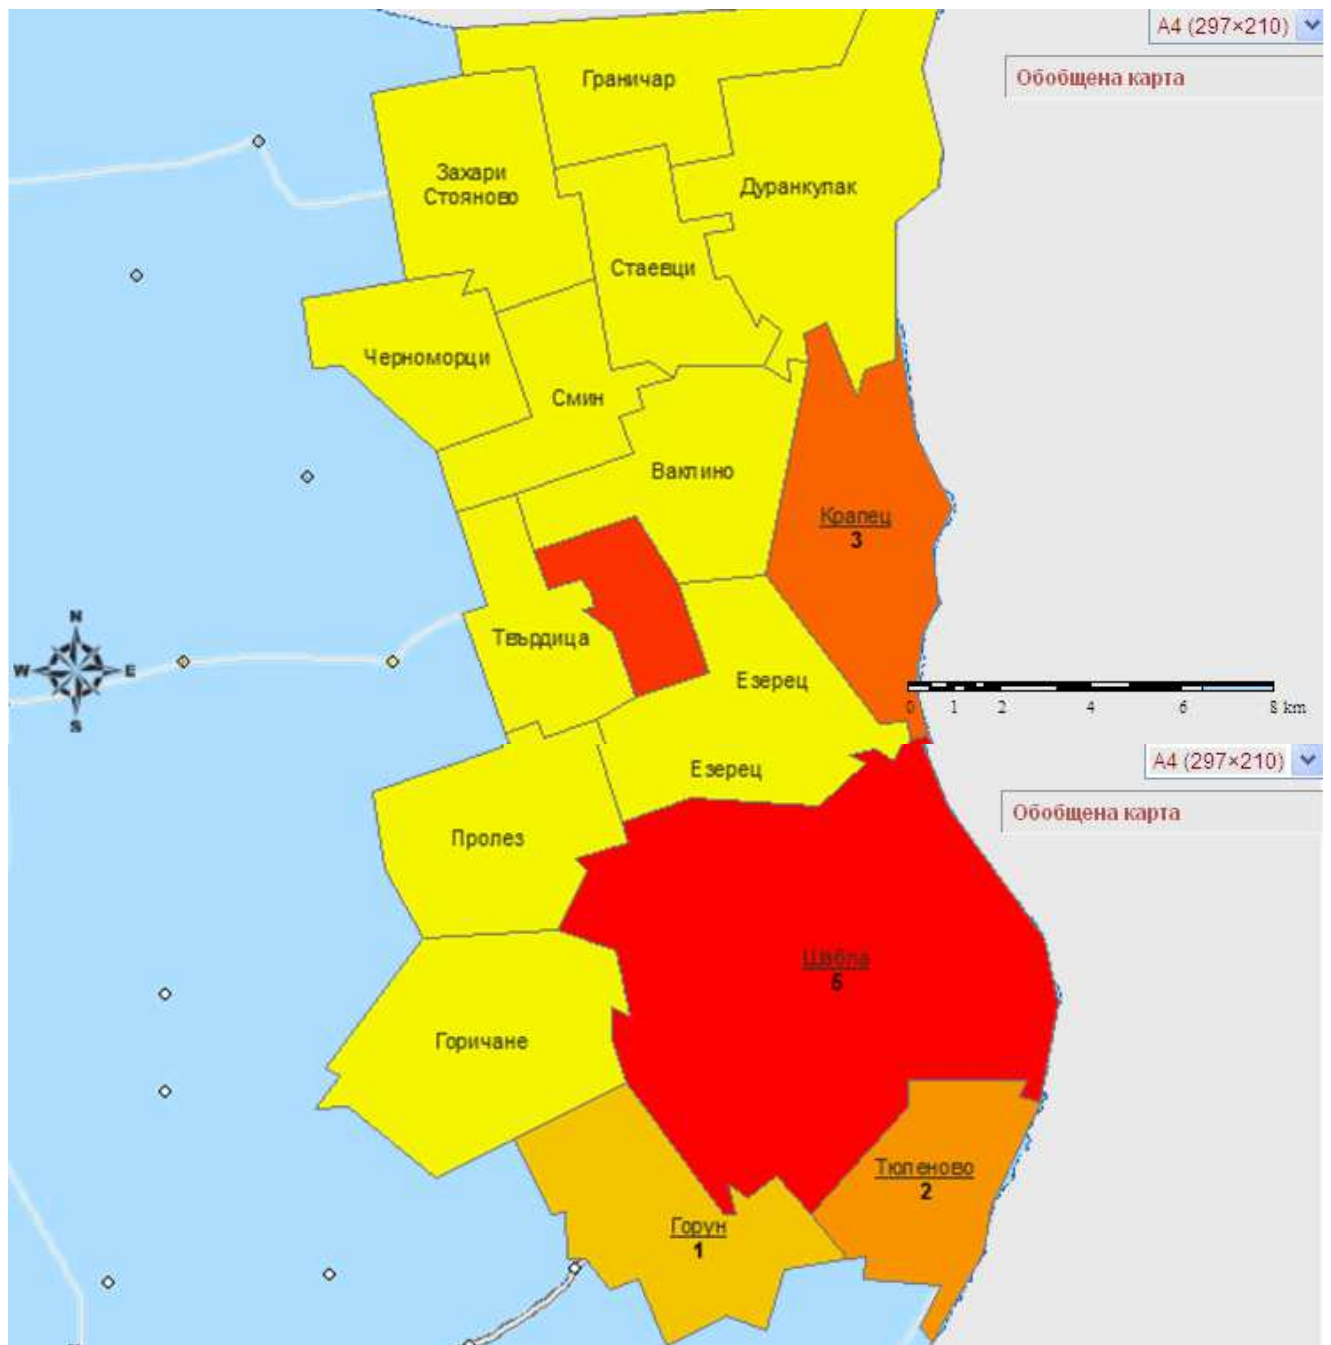 A4 (297×210)
Обобщена карта
Граничар
Захари
Стояново
Дуранкулак
Стаевци
Черноморци
Смин
Ваклино
Крапец
3
N
W E
S
Твърдица
Езерец
0 1 2 4 6 8 km
A4 (297×210)
Езерец
Обобщена карта
Пролез
Шабла
5
Горичане
Тюленово
2
Горун
1